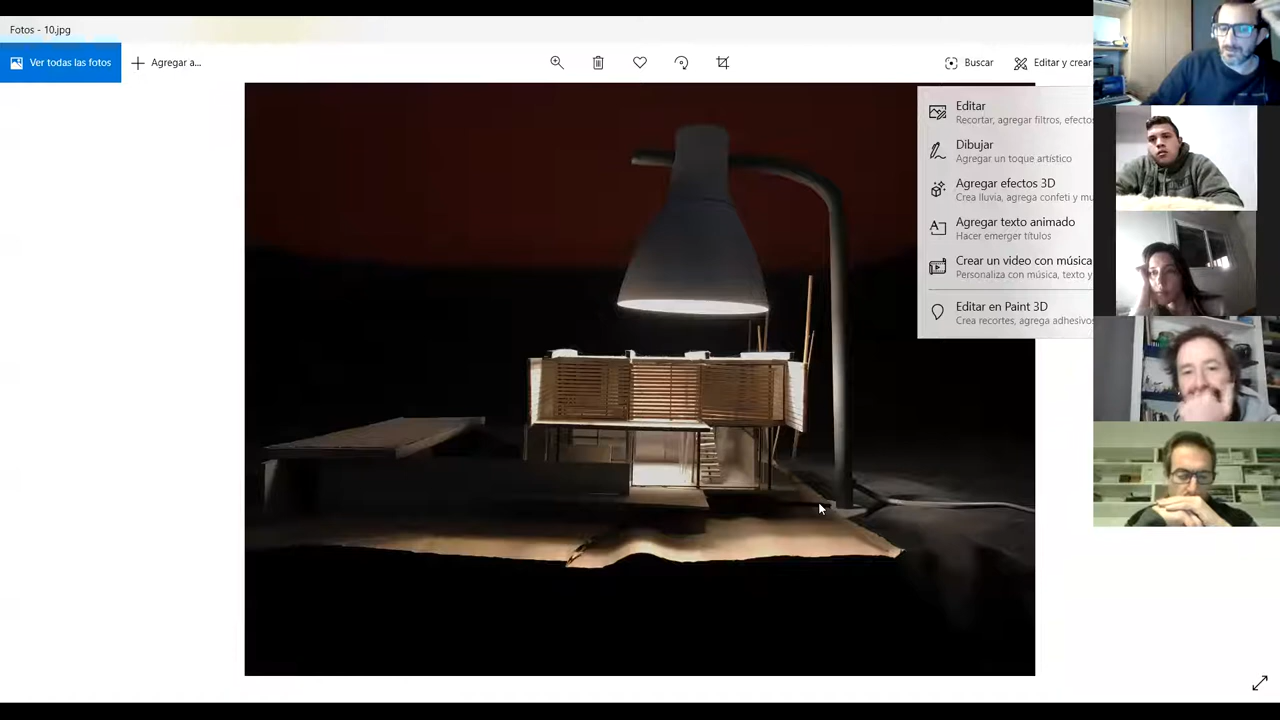 Fotos - 10.jpg
Ver todas las fotos
Agregar a...
Buscar
Editar y crear
Editar
Recortar, agregar filtros, efectos
Dibujar
Agregar un toque artístico
Agregar efectos 3D
Crea lluvia, agrega confeti y mu
Agregar texto animado
Hacer emerger títulos
Crear un video con música
Personaliza con música, texto y
Editar en Paint 3D
Crea recortes, agrega adhesivos